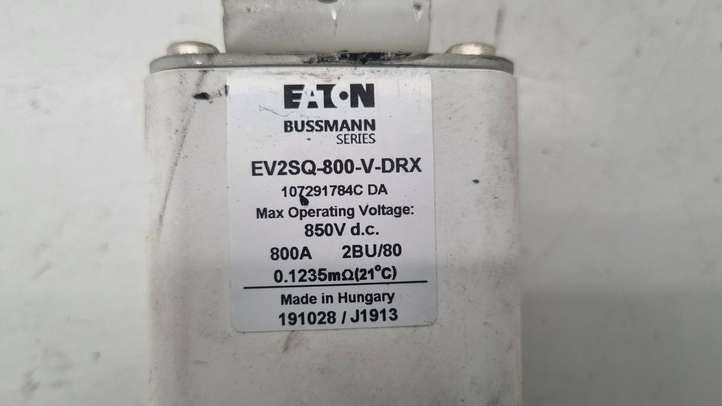 EATON
BUSSMANN
SERIES
EV2SQ-800-V-DRX
107291784C DA
Max Operating Voltage:
850V d.c.
800A 2BU/80
0.1235mΩ(21°C)
Made in Hungary
191028 / J1913